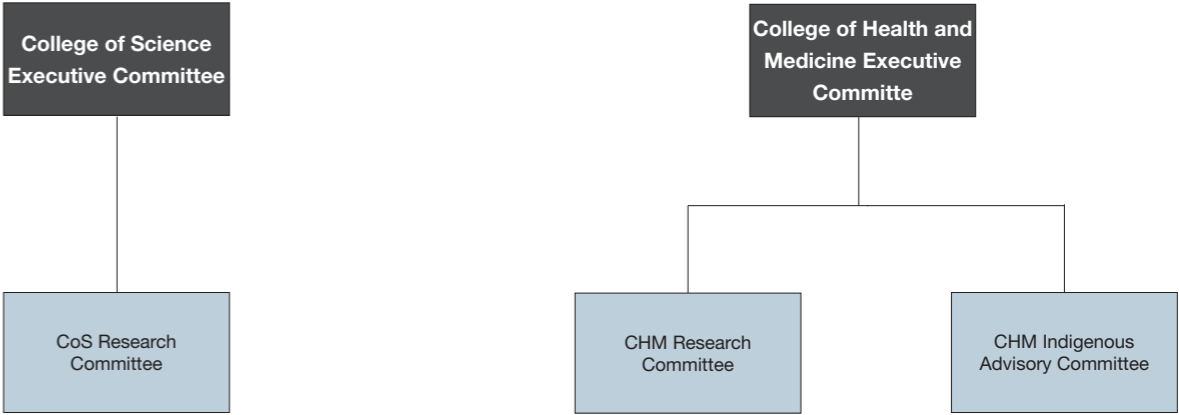 College of Science
Executive Committee
College of Health and
Medicine Executive
Committe
CoS Research
Committee
CHM Research
Committee
CHM Indigenous
Advisory Committee